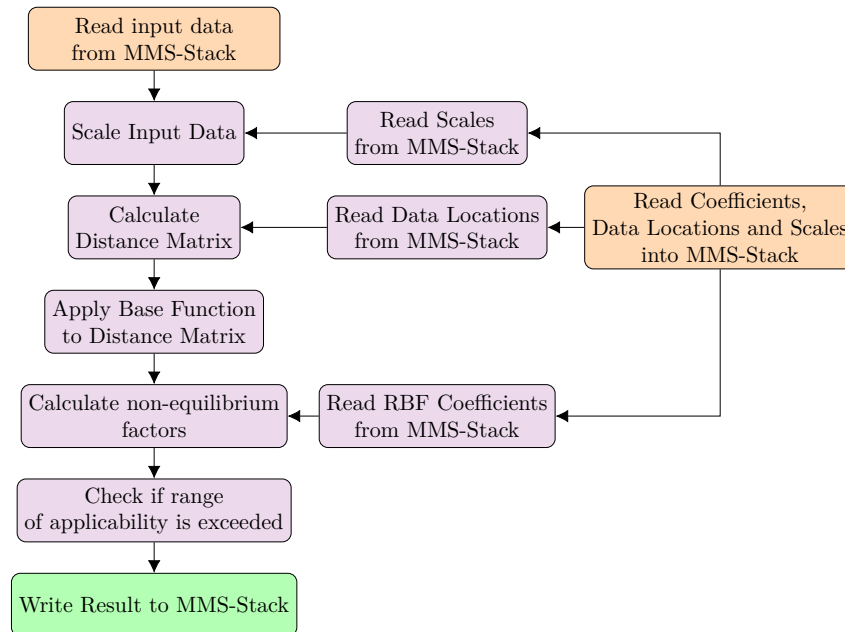 Read input data
from MMS-Stack
Scale Input Data
Read Scales
from MMS-Stack
Calculate
Distance Matrix
Read Data Locations
from MMS-Stack
Read Coefficients,
Data Locations and Scales
into MMS-Stack
Apply Base Function
to Distance Matrix
Calculate non-equilibrium
factors
Read RBF Coefficients
from MMS-Stack
Check if range
of applicability is exceeded
Write Result to MMS-Stack